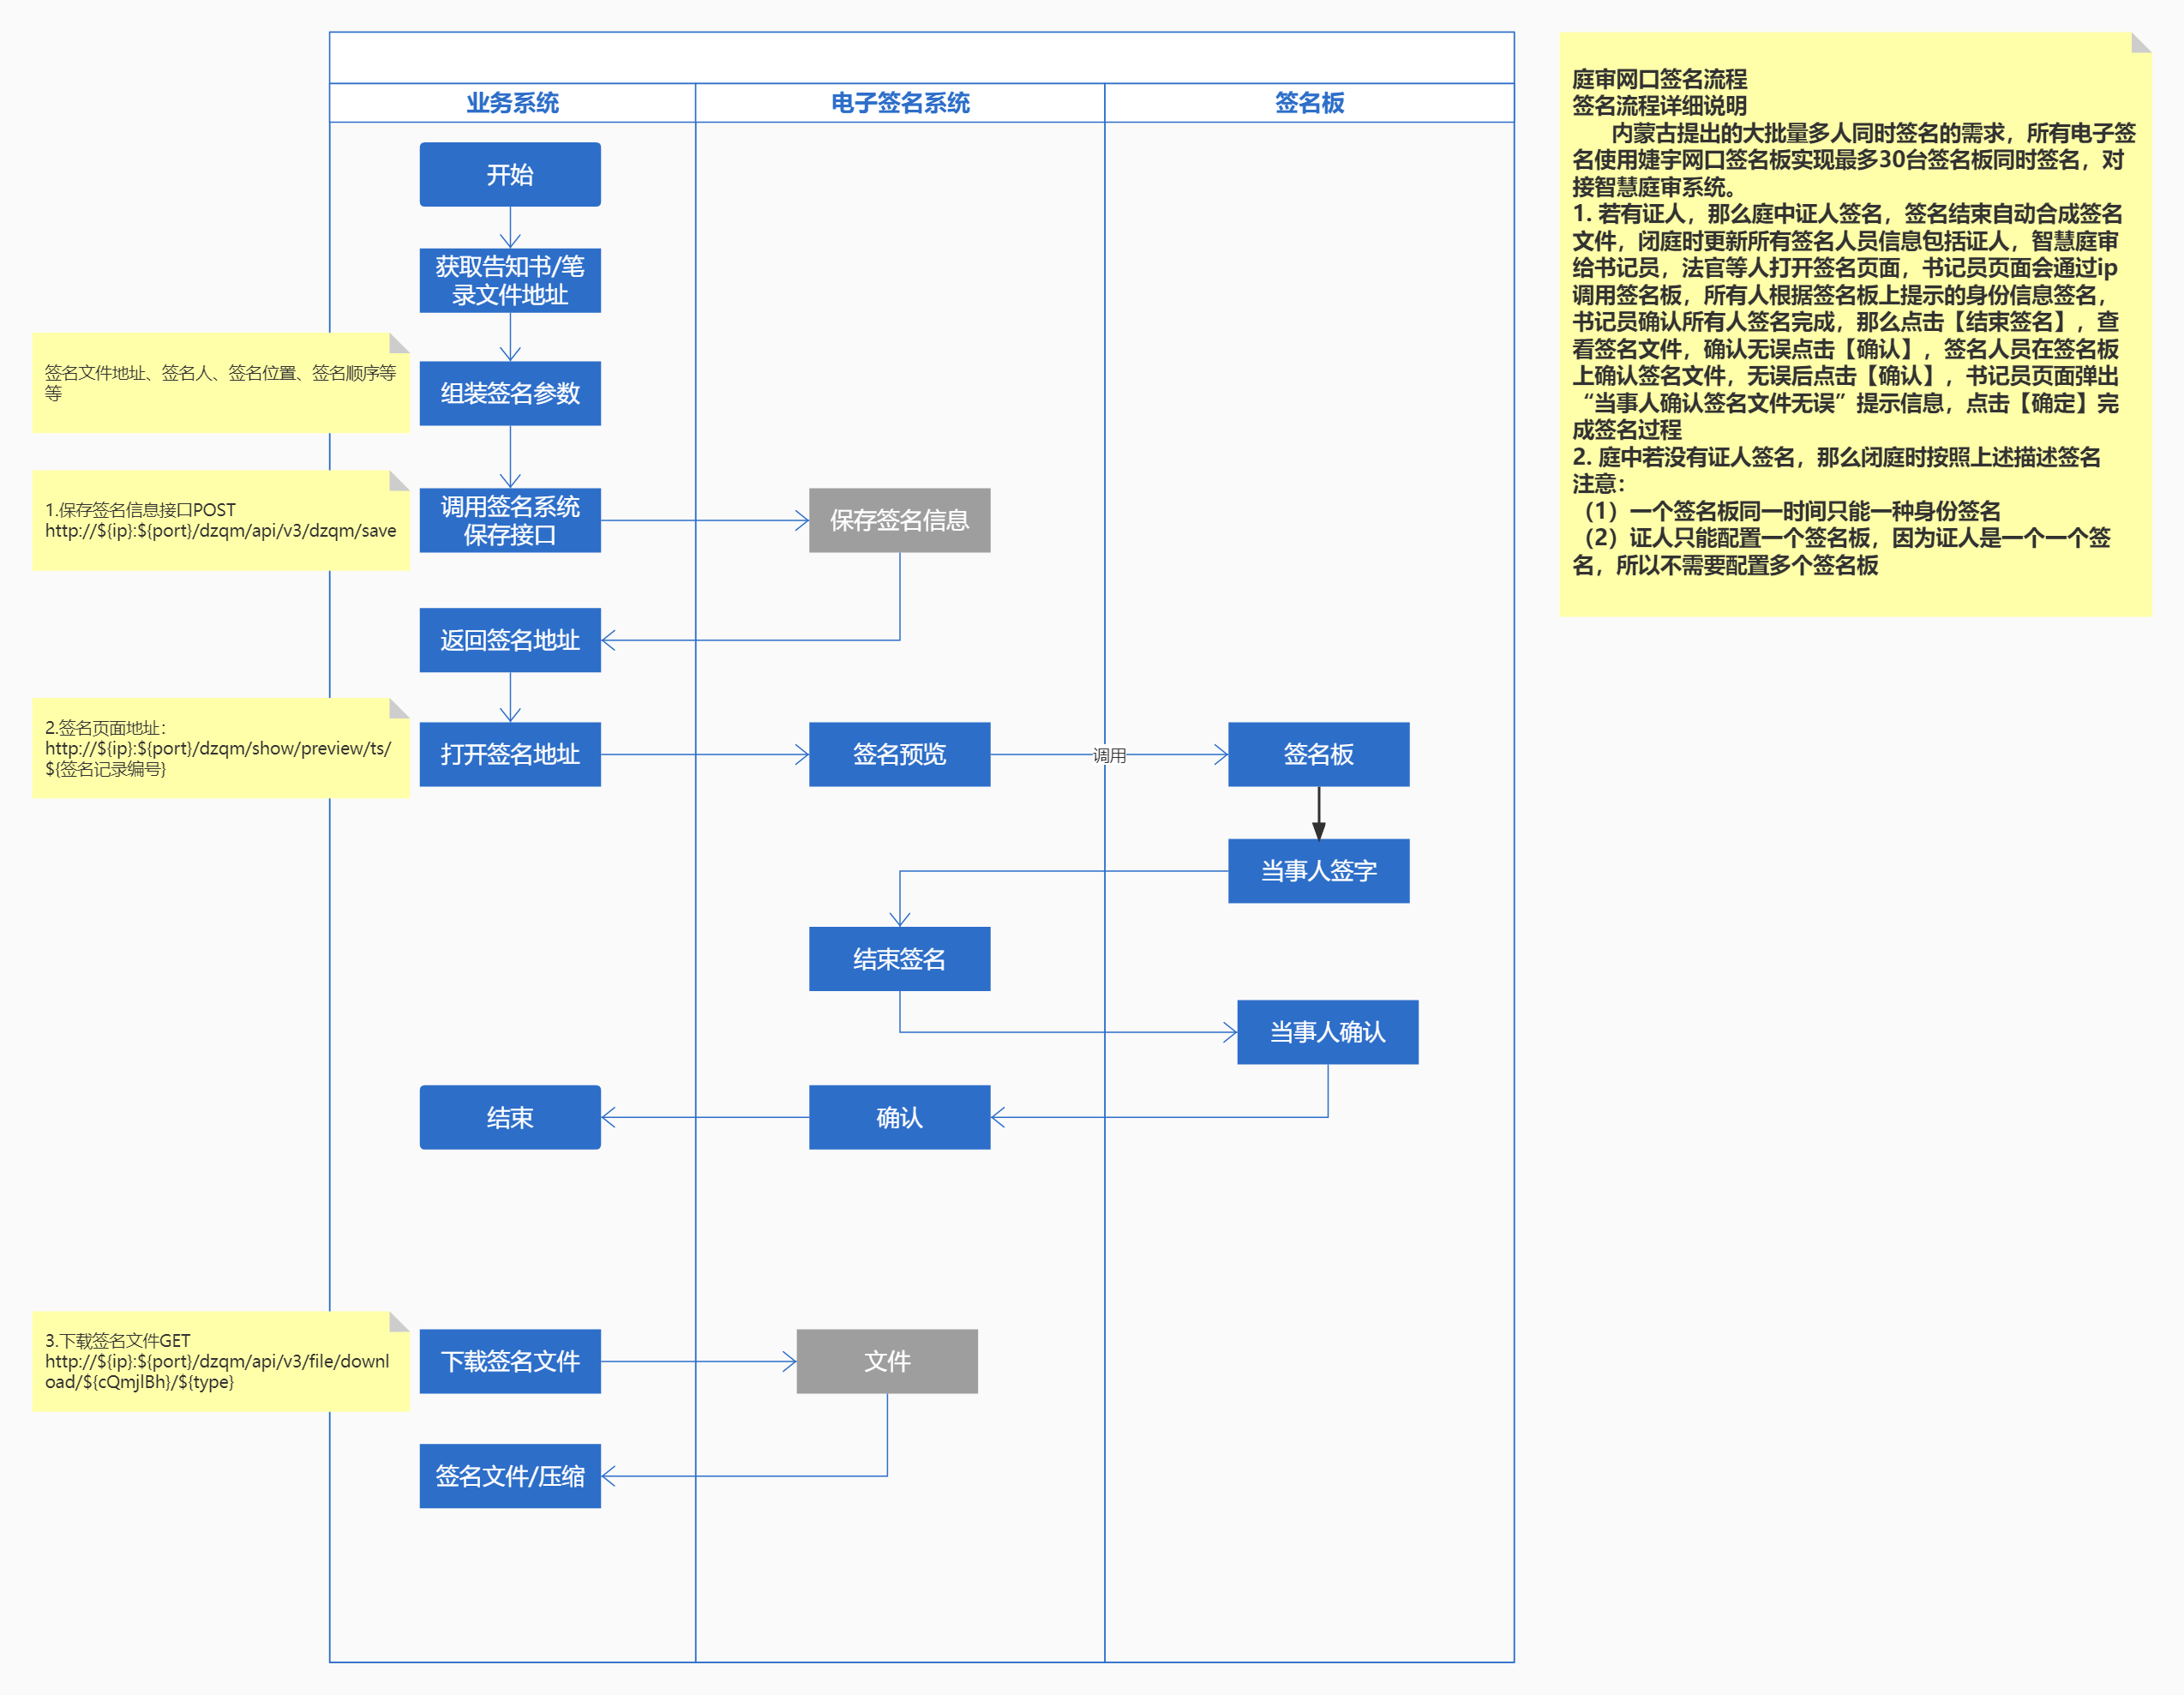 业务系统
电子签名系统
签名板
开始
获取告知书/笔
录文件地址
签名文件地址、签名人、签名位置、签名顺序等
等
组装签名参数
1.保存签名信息接口POST
http://${ip}:${port}/dzqm/api/v3/dzqm/save
调用签名系统
保存接口
保存签名信息
返回签名地址
2.签名页面地址：
http://${ip}:${port}/dzqm/show/preview/ts/
${签名记录编号}
打开签名地址
签名预览
调用
签名板
当事人签字
结束签名
当事人确认
结束
确认
3.下载签名文件GET
http://${ip}:${port}/dzqm/api/v3/file/downl
oad/${cQmjlBh}/${type}
下载签名文件
文件
签名文件/压缩
庭审网口签名流程
签名流程详细说明
内蒙古提出的大批量多人同时签名的需求，所有电子签
名使用婕宇网口签名板实现最多30台签名板同时签名，对
接智慧庭审系统。
1. 若有证人，那么庭中证人签名，签名结束自动合成签名
文件，闭庭时更新所有签名人员信息包括证人，智慧庭审
给书记员，法官等人打开签名页面，书记员页面会通过ip
调用签名板，所有人根据签名板上提示的身份信息签名，
书记员确认所有人签名完成，那么点击【结束签名】，查
看签名文件，确认无误点击【确认】，签名人员在签名板
上确认签名文件，无误后点击【确认】，书记员页面弹出
“当事人确认签名文件无误”提示信息，点击【确定】完
成签名过程
2. 庭中若没有证人签名，那么闭庭时按照上述描述签名
注意：
（1）一个签名板同一时间只能一种身份签名
（2）证人只能配置一个签名板，因为证人是一个一个签
名，所以不需要配置多个签名板